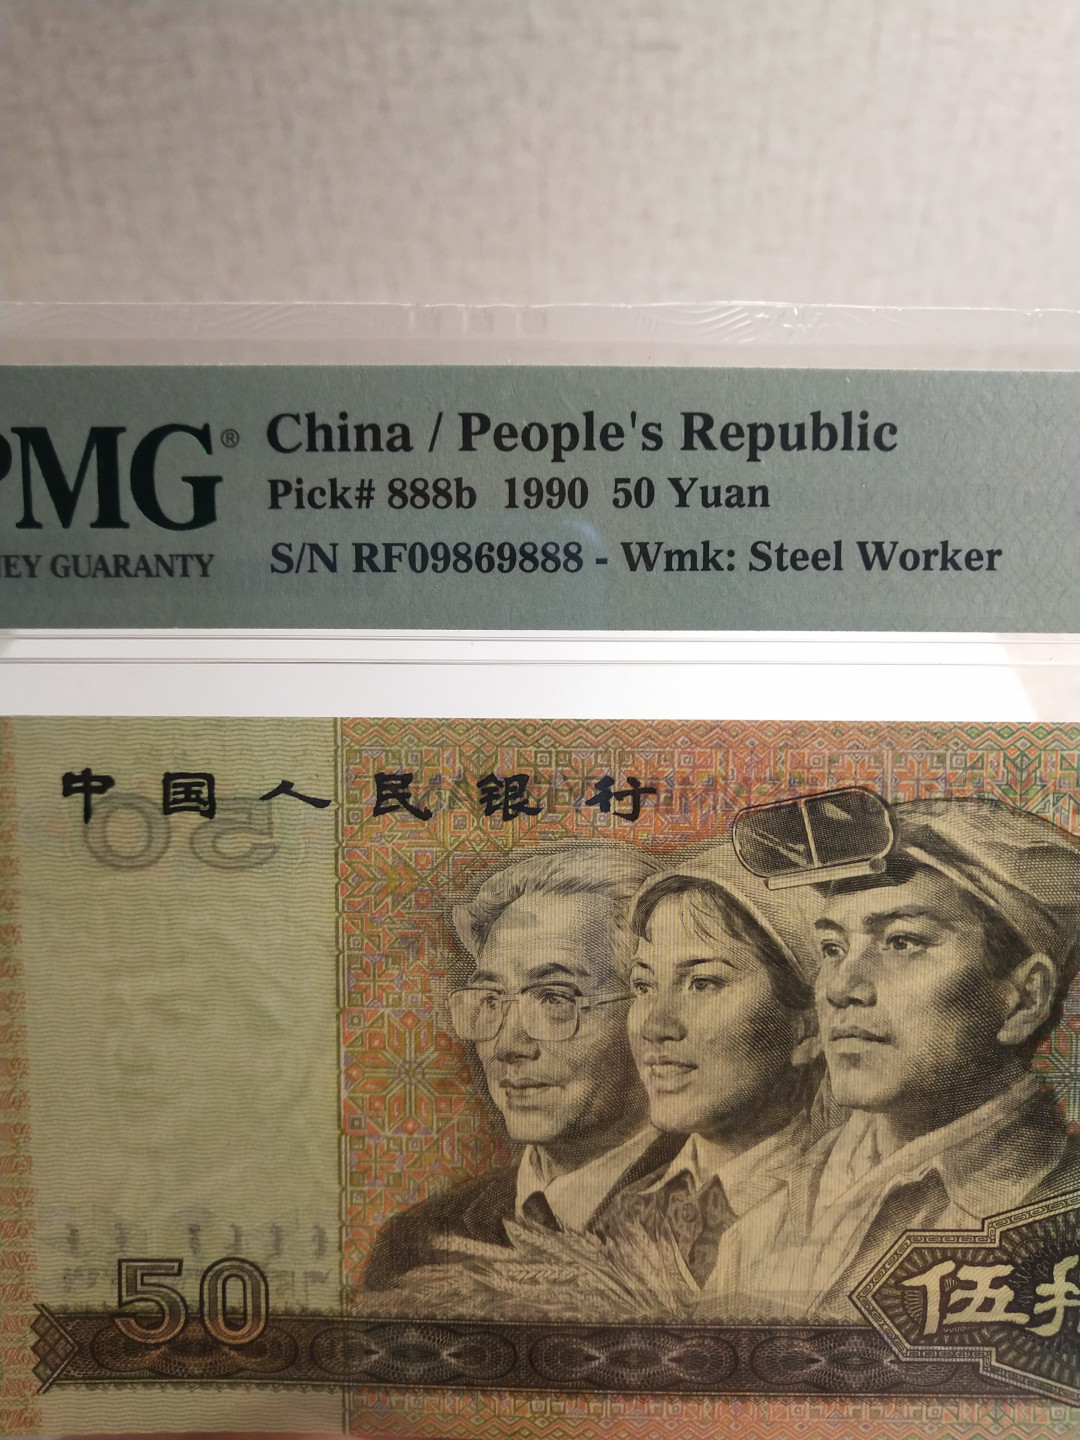 PMG®
EY GUARANTY
China / People's Republic
Pick# 888b 1990 50 Yuan
S/N RF09869888 - Wmk: Steel Worker
中国人民银行
50
50
伍